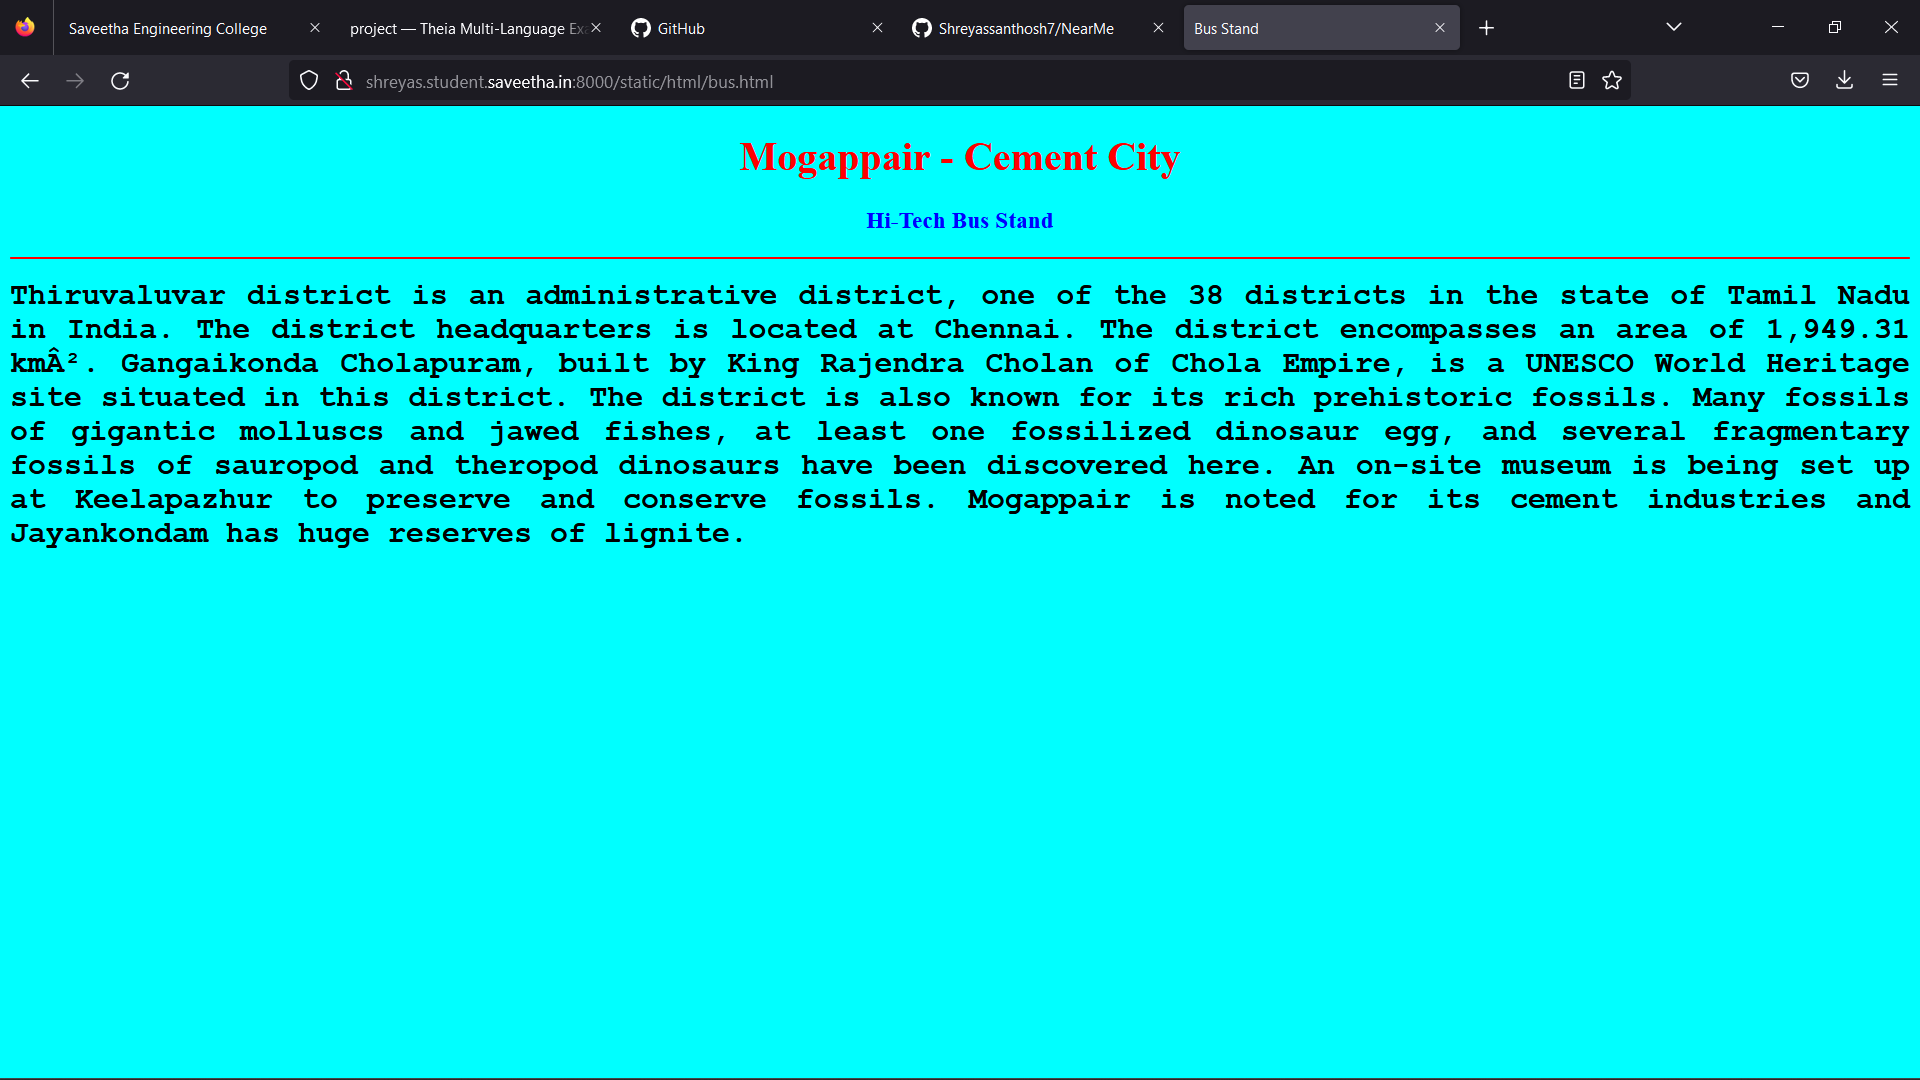 Saveetha Engineering College
project — Theia Multi-Language Exa
GitHub
Shreyassanthosh7/NearMe
Bus Stand
shreyas.student.saveetha.in:8000/static/html/bus.html
Mogappair - Cement City
Hi-Tech Bus Stand
Thiruvaluvar district is an administrative district, one of the 38 districts in the state of Tamil Nadu
in India. The district headquarters is located at Chennai. The district encompasses an area of 1,949.31
kmÂ². Gangaikonda Cholapuram, built by King Rajendra Cholan of Chola Empire, is a UNESCO World Heritage
site situated in this district. The district is also known for its rich prehistoric fossils. Many fossils
of gigantic molluscs and jawed fishes, at least one fossilized dinosaur egg, and several fragmentary
fossils of sauropod and theropod dinosaurs have been discovered here. An on-site museum is being set up
at Keelapazhur to preserve and conserve fossils. Mogappair is noted for its cement industries and
Jayankondam has huge reserves of lignite.